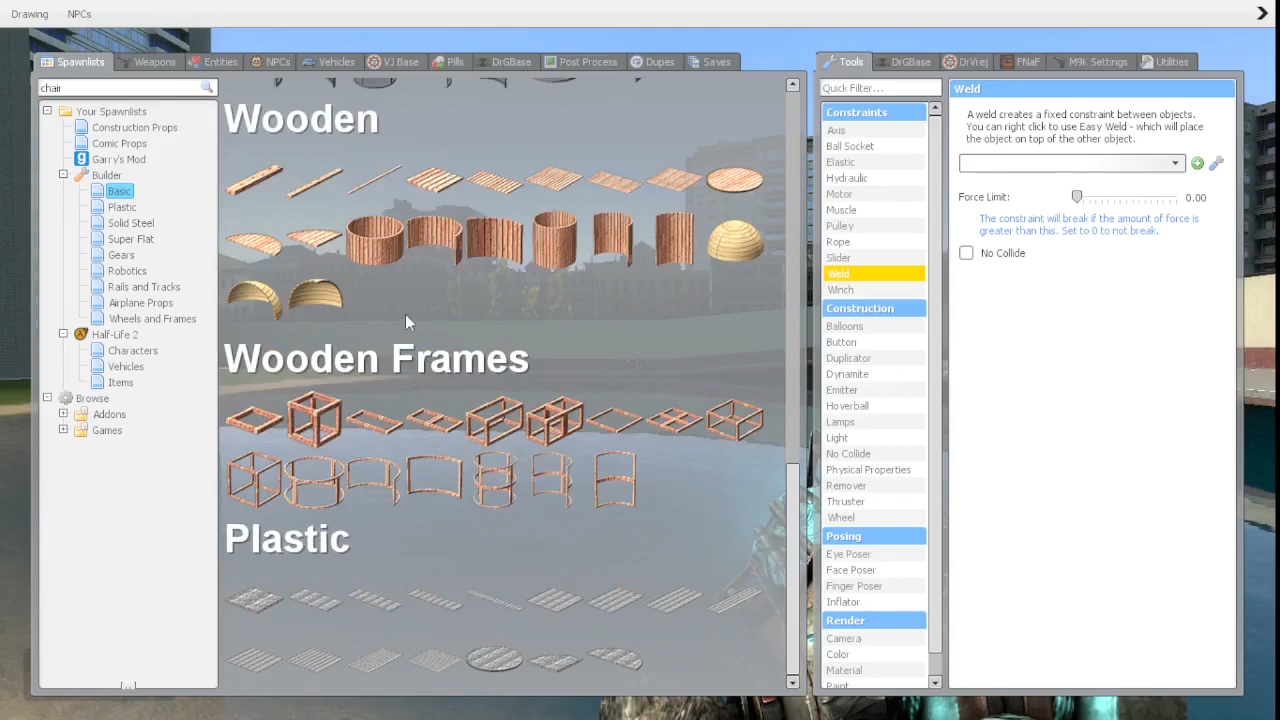 Drawing NPCs
Spawnlists Weapons Entities NPCs Vehicles VJ Base Pills DrGBase Post Process Dupes Saves
chair
Your Spawnlists
Construction Props
Comic Props
Garry's Mod
Builder
Basic
Plastic
Solid Steel
Super Flat
Gears
Robotics
Rails and Tracks
Airplane Props
Wheels and Frames
Half-Life 2
Characters
Vehicles
Items
Browse
Addons
Games
Wooden
Wooden Frames
Plastic
Tools DrGBase DrVrej FNaF M9K Settings Utilities
Quick Filter...
Constraints
Axis
Ball Socket
Elastic
Hydraulic
Motor
Muscle
Pulley
Rope
Slider
Weld
Winch
Construction
Balloons
Button
Duplicator
Dynamite
Emitter
Hoverball
Lamps
Light
No Collide
Physical Properties
Remover
Thruster
Wheel
Posing
Eye Poser
Face Poser
Finger Poser
Inflator
Render
Camera
Color
Material
Paint
Weld
A weld creates a fixed constraint between objects.
You can right click to use Easy Weld - which will place
the object on top of the other object.
Force Limit: 0.00
The constraint will break if the amount of force is
greater than this. Set to 0 to not break.
No Collide